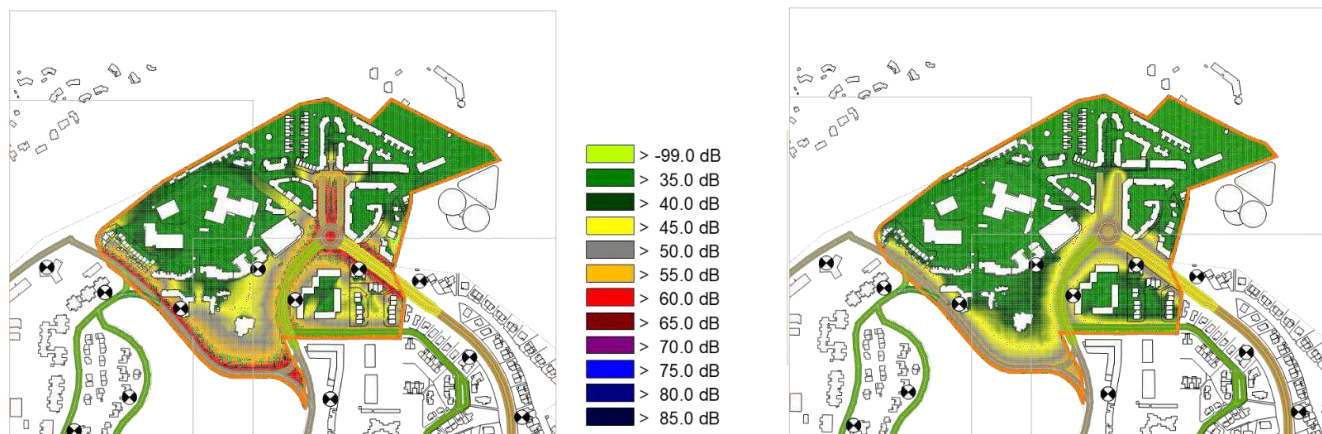 > -99.0 dB
> 35.0 dB
> 40.0 dB
> 45.0 dB
> 50.0 dB
> 55.0 dB
> 60.0 dB
> 65.0 dB
> 70.0 dB
> 75.0 dB
> 80.0 dB
> 85.0 dB